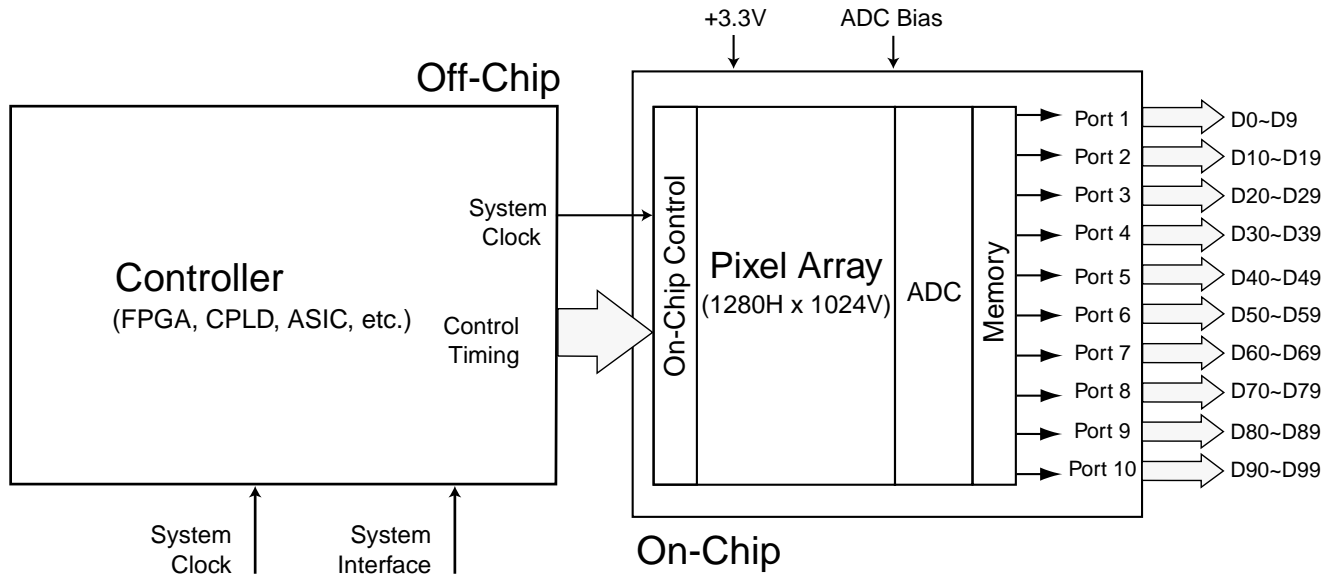 +3.3V
ADC Bias
Off-Chip
Controller
(FPGA, CPLD, ASIC, etc.)
System
Clock
Control
Timing
System
Clock
System
Interface
On-Chip Control
Pixel Array
(1280H x 1024V)
ADC
Memory
Port 1
D0~D9
Port 2
D10~D19
Port 3
D20~D29
Port 4
D30~D39
Port 5
D40~D49
Port 6
D50~D59
Port 7
D60~D69
Port 8
D70~D79
Port 9
D80~D89
Port 10
D90~D99
On-Chip